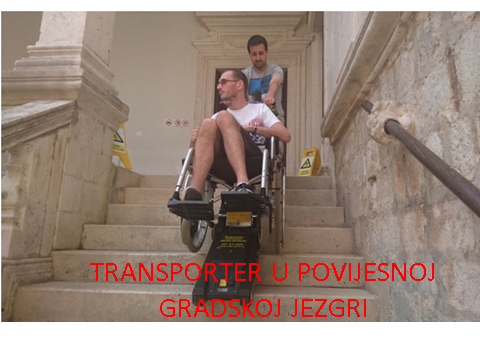 TRANSPORTER U POVIJESNOJ
GRADSKOJ JEZGRI